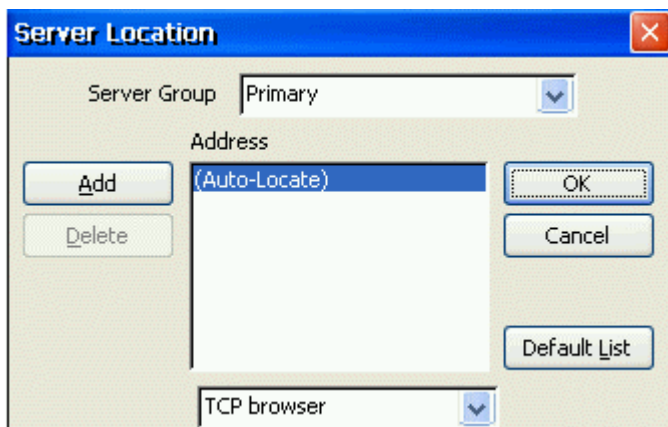 Server Location
Server Group Primary
Address
Add
(Auto-Locate)
OK
Delete
Cancel
Default List
TCP browser